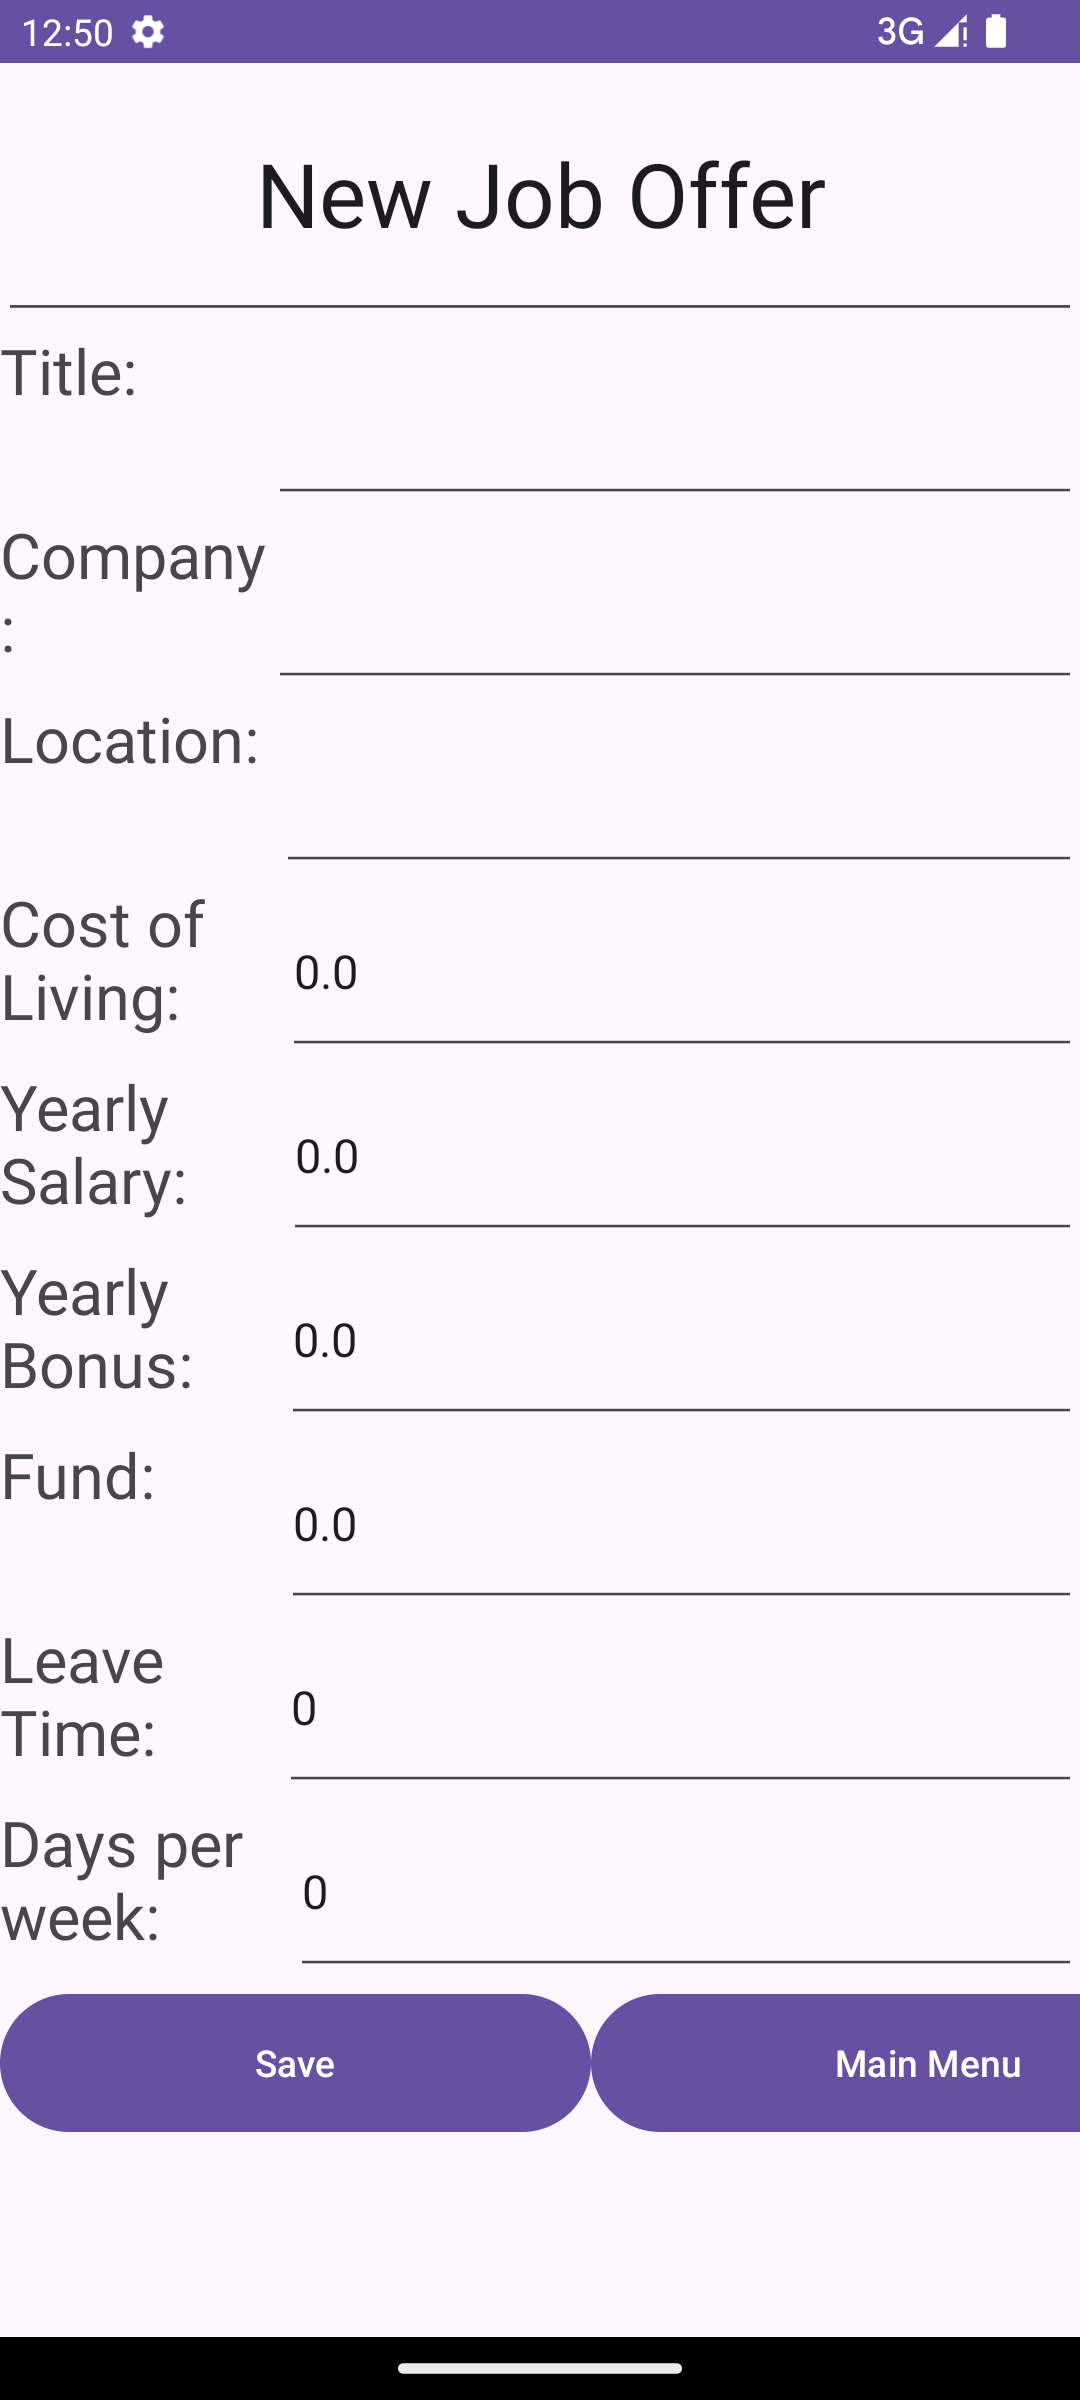 12:50 3G
New Job Offer
Title:
Company
:
Location:
Cost of
Living:
0.0
Yearly
Salary:
0.0
Yearly
Bonus:
0.0
Fund:
0.0
Leave
Time:
0
Days per
week:
0
Save Main Menu